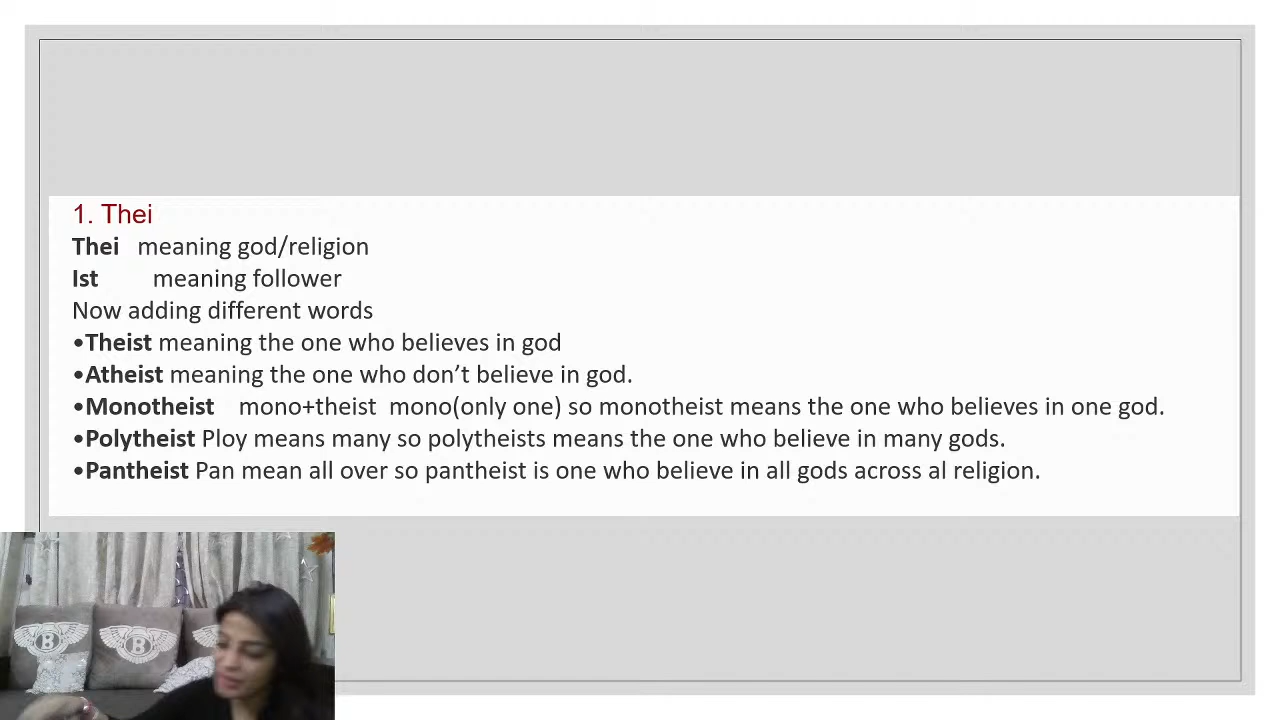 1. Thei
Thei meaning god/religion
Ist meaning follower
Now adding different words
•Theist meaning the one who believes in god
•Atheist meaning the one who don’t believe in god.
•Monotheist mono+theist mono(only one) so monotheist means the one who believes in one god.
•Polytheist Ploy means many so polytheists means the one who believe in many gods.
•Pantheist Pan mean all over so pantheist is one who believe in all gods across al religion.
B
B